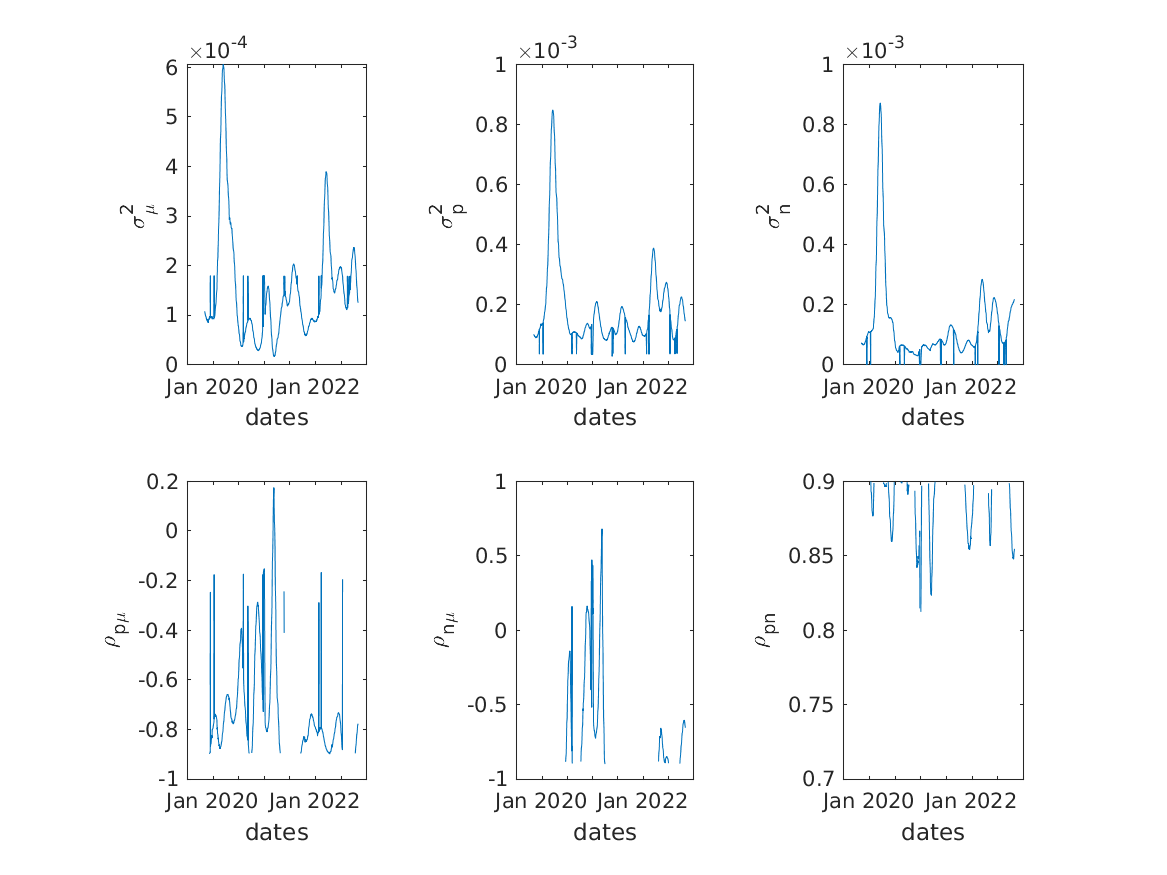 ×10-4
6
5
4
3
2
1
0
σ2μ
Jan 2020 Jan 2022
dates
×10-3
1
0.8
0.6
0.4
0.2
0
σ2p
Jan 2020 Jan 2022
dates
×10-3
1
0.8
0.6
0.4
0.2
0
σ2n
Jan 2020 Jan 2022
dates
0.2
0
-0.2
-0.4
-0.6
-0.8
-1
ρpμ
Jan 2020 Jan 2022
dates
1
0.5
0
-0.5
-1
ρnμ
Jan 2020 Jan 2022
dates
0.9
0.85
0.8
0.75
0.7
ρpn
Jan 2020 Jan 2022
dates